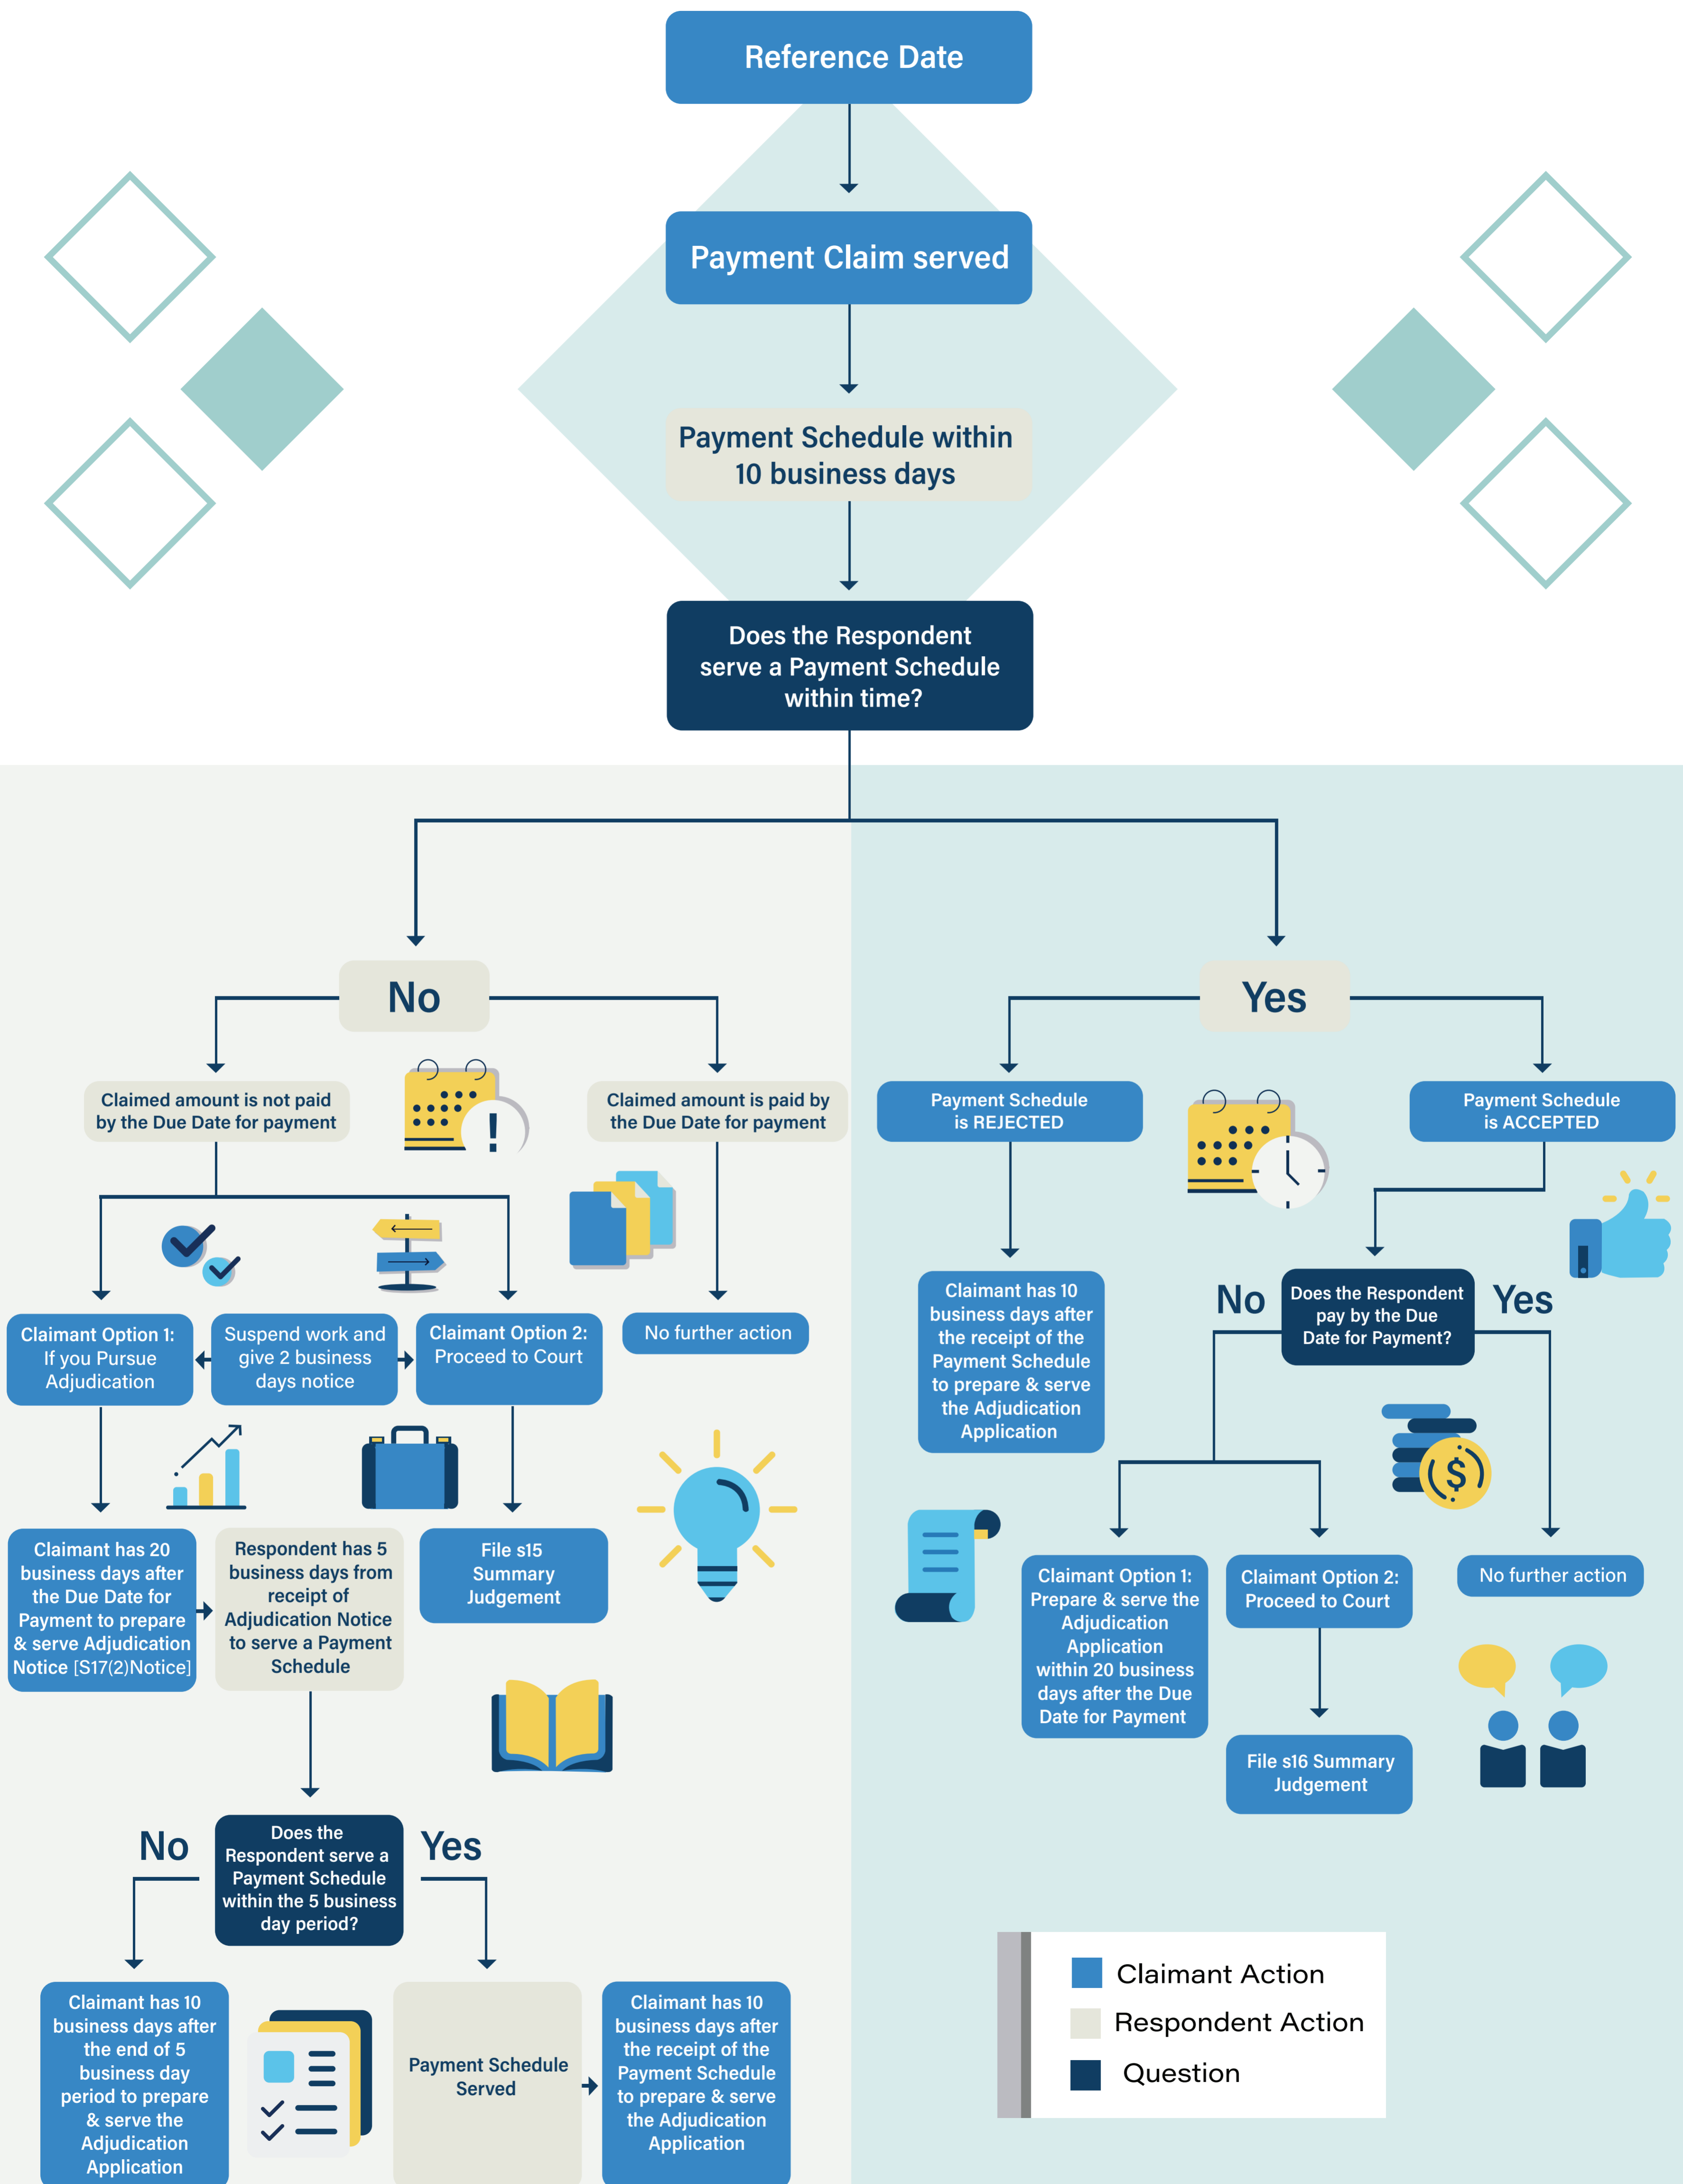 Reference Date
Payment Claim served
Payment Schedule within
10 business days
Does the Respondent
serve a Payment Schedule
within time?
No
Yes
Claimed amount is not paid
by the Due Date for payment
!
Claimed amount is paid by
the Due Date for payment
Payment Schedule
is REJECTED
Payment Schedule
is ACCEPTED
Claimant Option 1:
If you Pursue
Adjudication
Suspend work and
give 2 business
days notice
Claimant Option 2:
Proceed to Court
No further action
Claimant has 10
business days after
the receipt of the
Payment Schedule
to prepare & serve
the Adjudication
Application
No
Does the Respondent
pay by the Due
Date for Payment?
Yes
$
Claimant has 20
business days after
the Due Date for
Payment to prepare
& serve Adjudication
Notice [S17(2)Notice]
Respondent has 5
business days from
receipt of
Adjudication Notice
to serve a Payment
Schedule
File s15
Summary
Judgement
Claimant Option 1:
Prepare & serve the
Adjudication
Application
within 20 business
days after the Due
Date for Payment
Claimant Option 2:
Proceed to Court
No further action
File s16 Summary
Judgement
No
Does the
Respondent serve a
Payment Schedule
within the 5 business
day period?
Yes
Claimant has 10
business days after
the end of 5
business day
period to prepare
& serve the
Adjudication
Application
Payment Schedule
Served
Claimant has 10
business days after
the receipt of the
Payment Schedule
to prepare & serve
the Adjudication
Application
Claimant Action
Respondent Action
Question